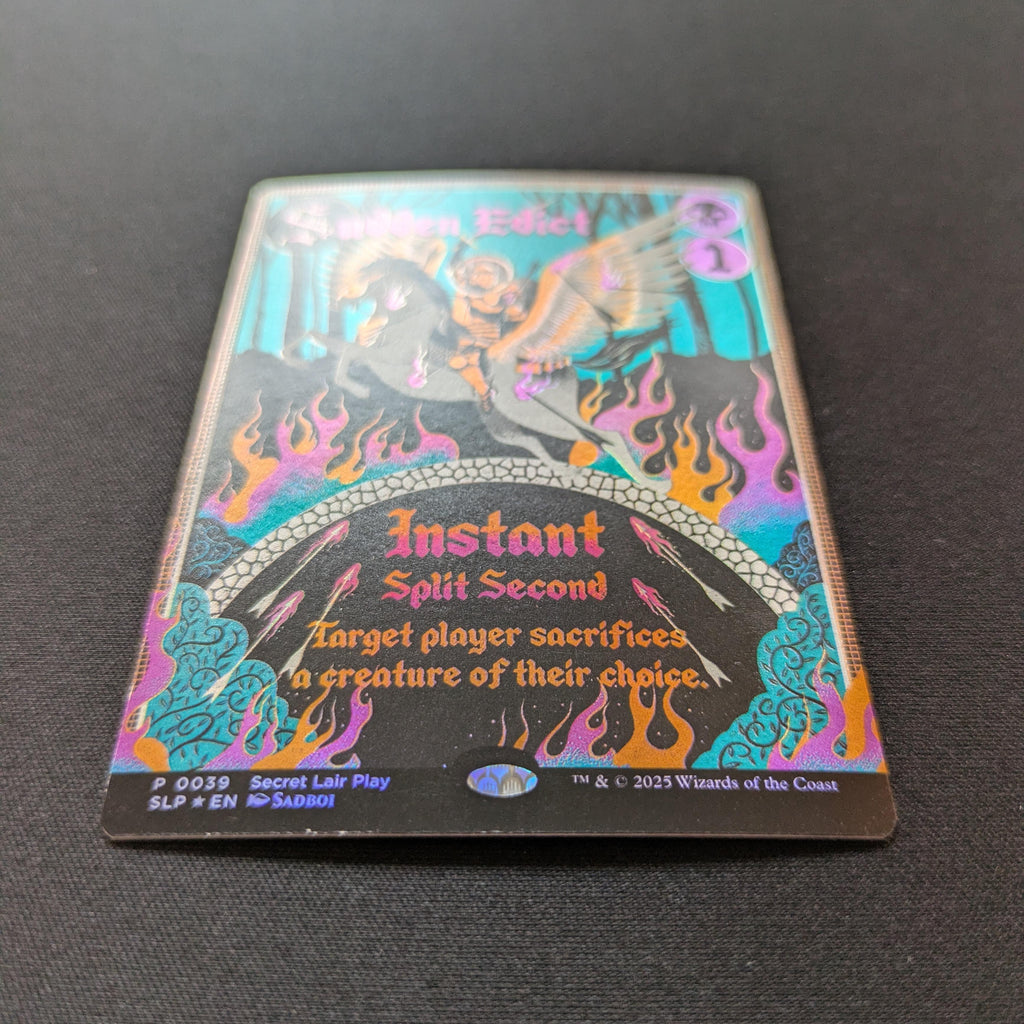 Sudden Edict
1
Instant
Split Second
Target player sacrifices
a creature of their choice.
P 0039 Secret Lair Play
SLP ★ EN SADBOI
™ & © 2025 Wizards of the Coast